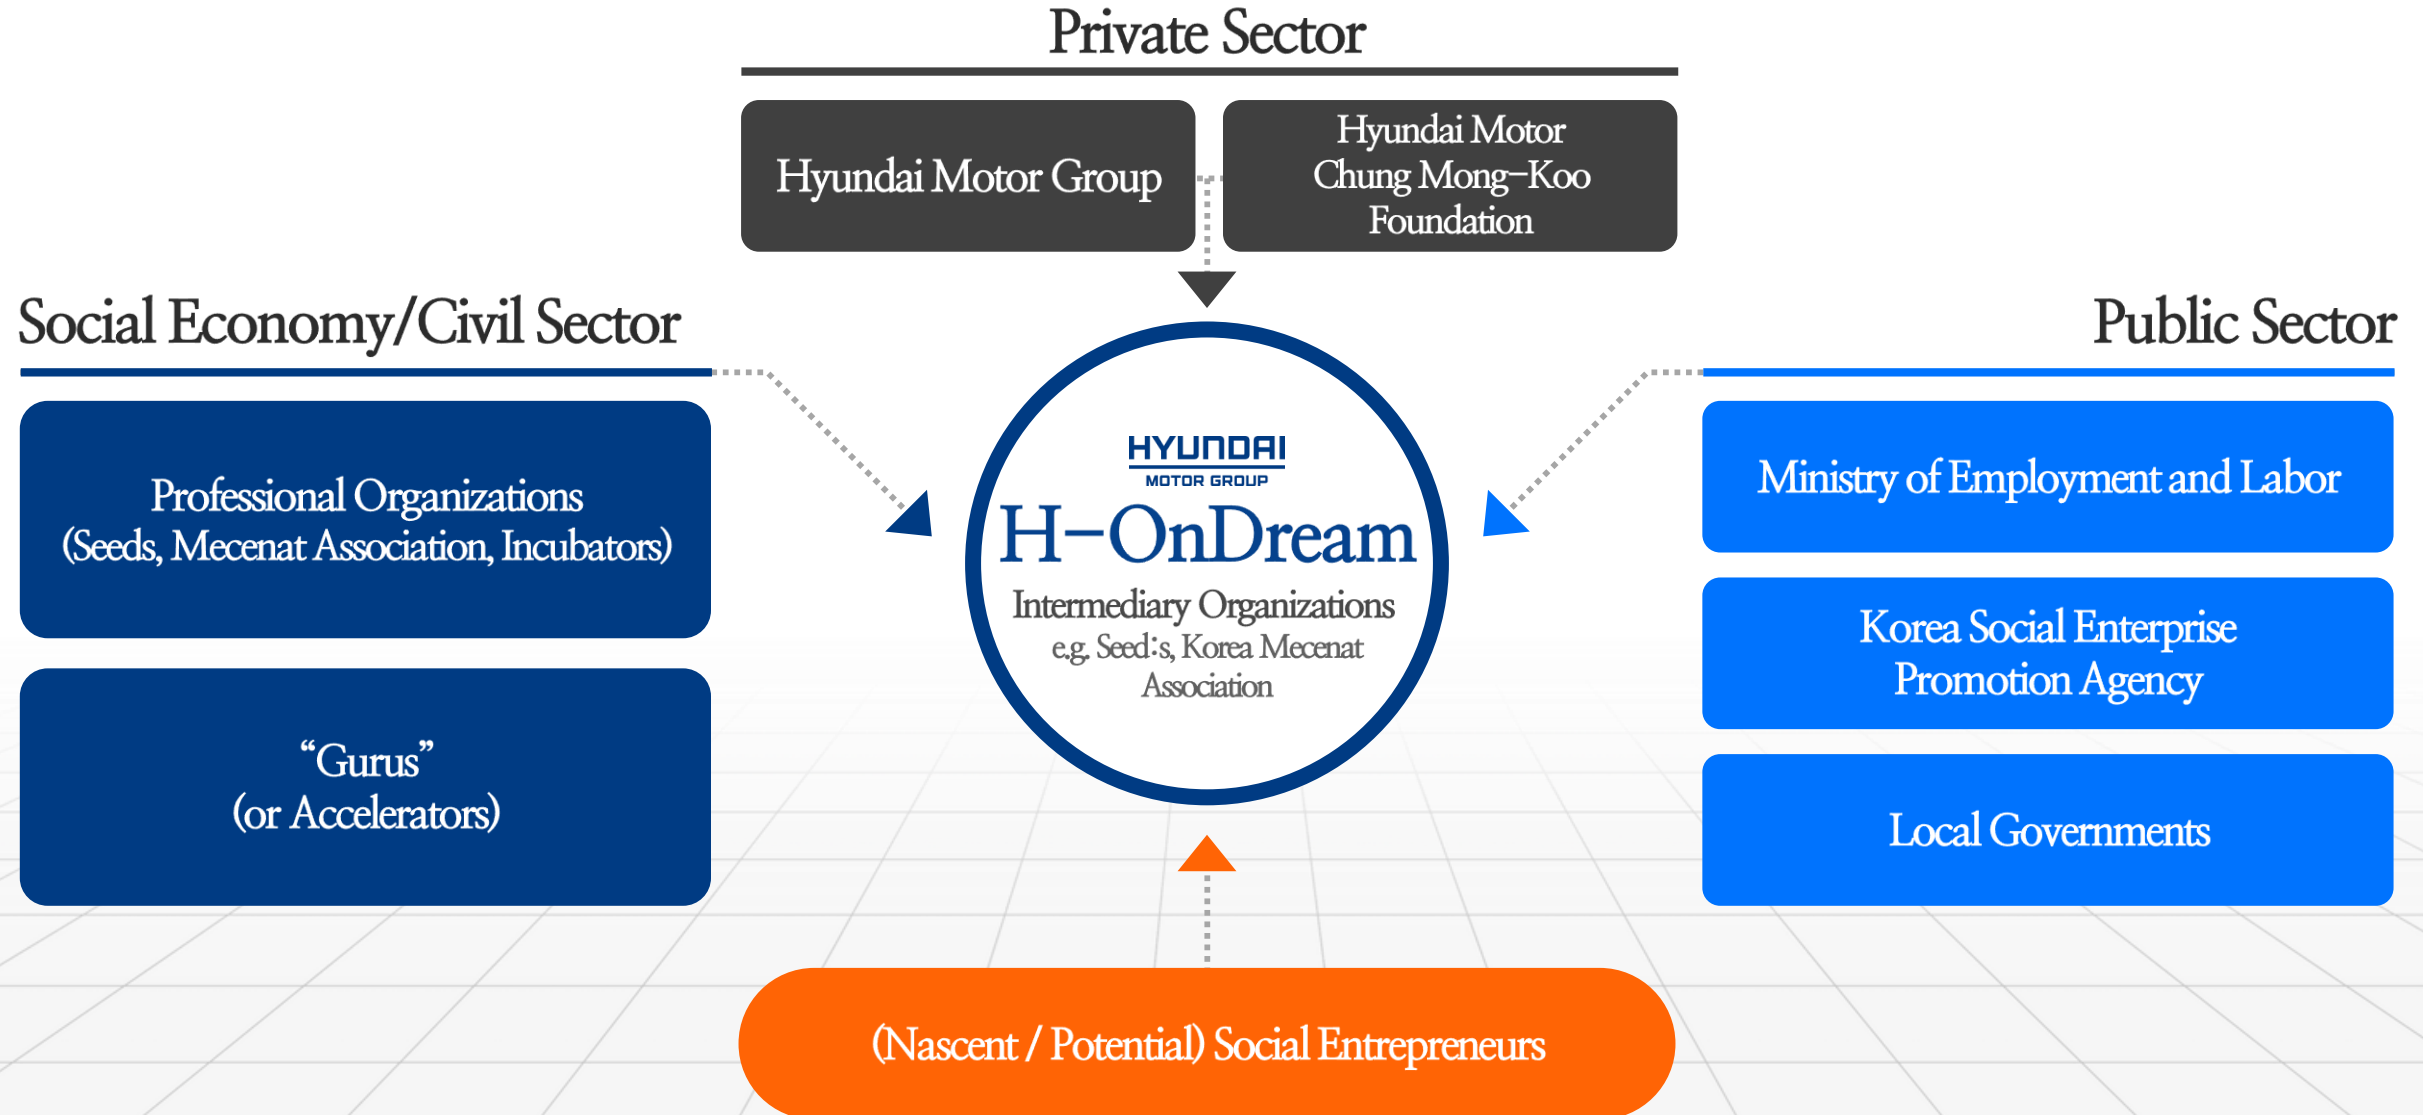 Private Sector
Hyundai Motor Group
Hyundai Motor
Chung Mong-Koo
Foundation
Social Economy/Civil Sector
Professional Organizations
(Seeds, Mecenat Association, Incubators)
“Gurus”
(or Accelerators)
HYUNDAI
MOTOR GROUP
H-OnDream
Intermediary Organizations
e.g. Seed:s, Korea Mecenat
Association
Public Sector
Ministry of Employment and Labor
Korea Social Enterprise
Promotion Agency
Local Governments
(Nascent / Potential) Social Entrepreneurs